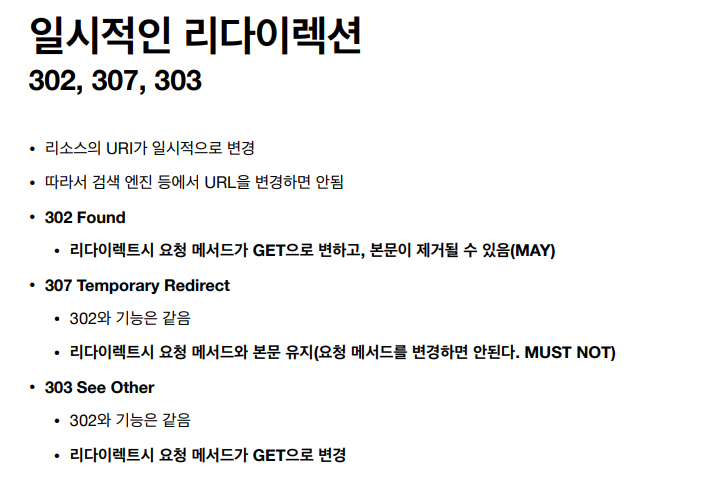 일시적인 리다이렉션
302, 307, 303
• 리소스의 URI가 일시적으로 변경
• 따라서 검색 엔진 등에서 URL을 변경하면 안됨
• 302 Found
• 리다이렉트시 요청 메서드가 GET으로 변하고, 본문이 제거될 수 있음(MAY)
• 307 Temporary Redirect
• 302와 기능은 같음
• 리다이렉트시 요청 메서드와 본문 유지(요청 메서드를 변경하면 안된다. MUST NOT)
• 303 See Other
• 302와 기능은 같음
• 리다이렉트시 요청 메서드가 GET으로 변경